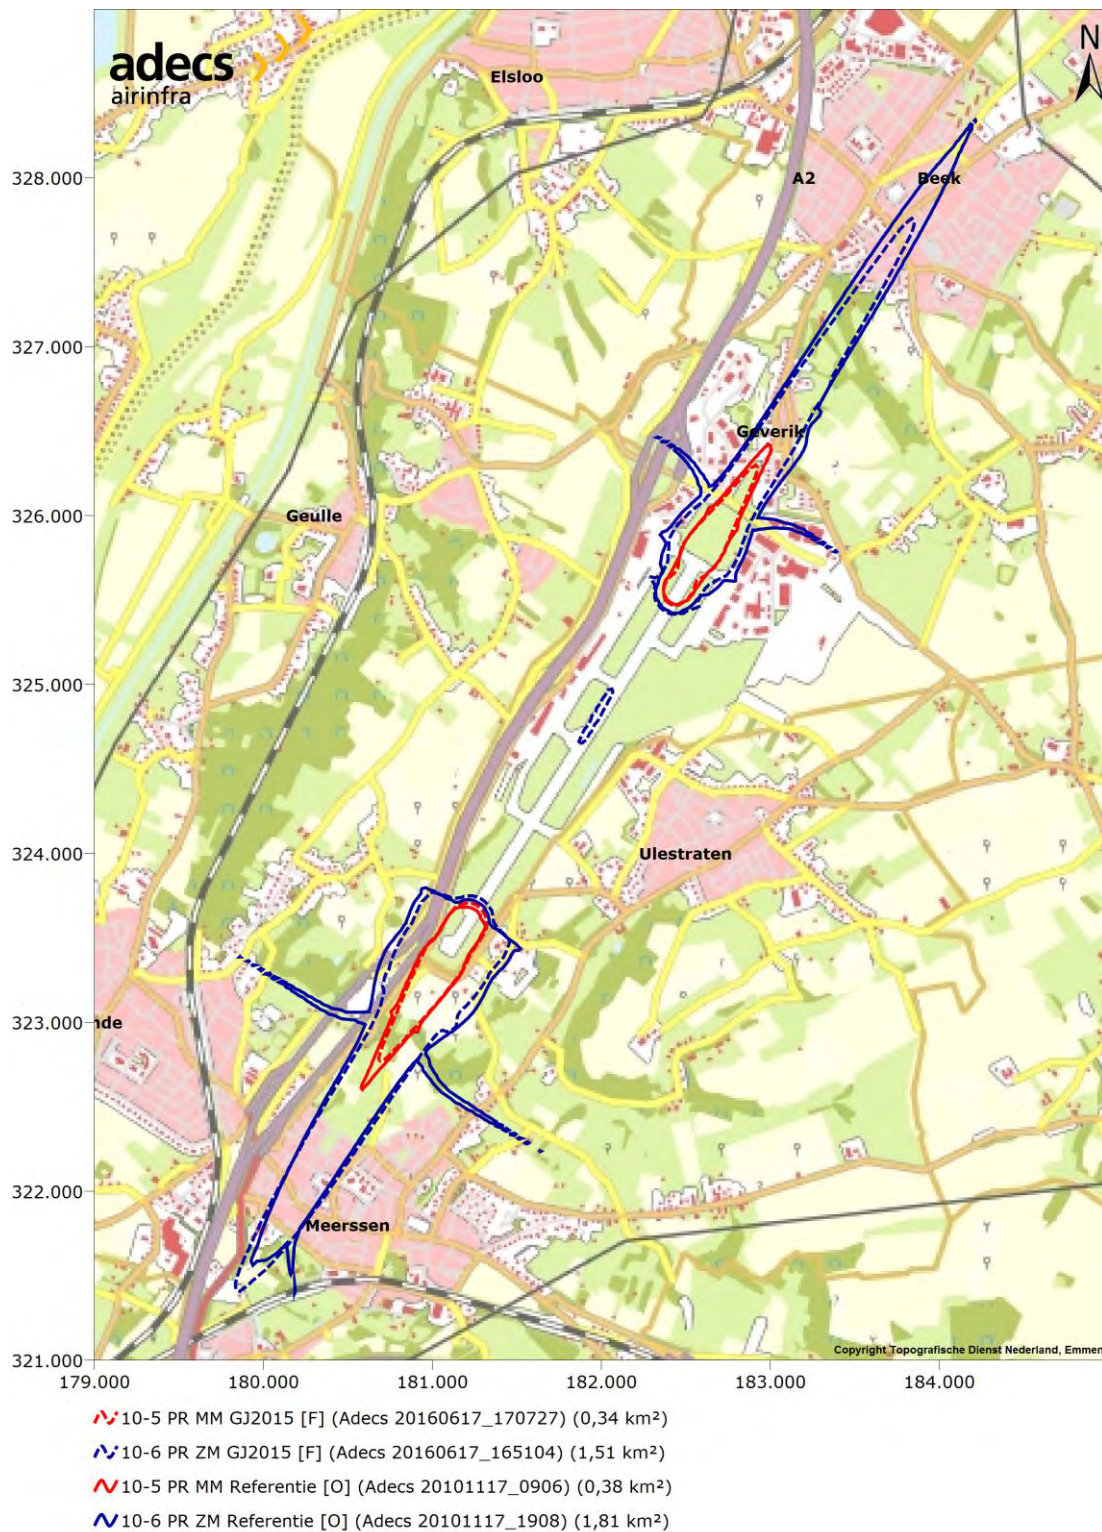 adecs
airinfra
N
Elsloo
328.000
A2
Beek
327.000
Geverik
326.000
Geulle
325.000
324.000
Ulestraten
323.000
nde
322.000
Meerssen
321.000
Copyright Topografische Dienst Nederland, Emmen
179.000 180.000 181.000 182.000 183.000 184.000
10-5 PR MM GJ2015 [F] (Adecs 20160617_170727) (0,34 km²)
10-6 PR ZM GJ2015 [F] (Adecs 20160617_165104) (1,51 km²)
10-5 PR MM Referentie [O] (Adecs 20101117_0906) (0,38 km²)
10-6 PR ZM Referentie [O] (Adecs 20101117_1908) (1,81 km²)